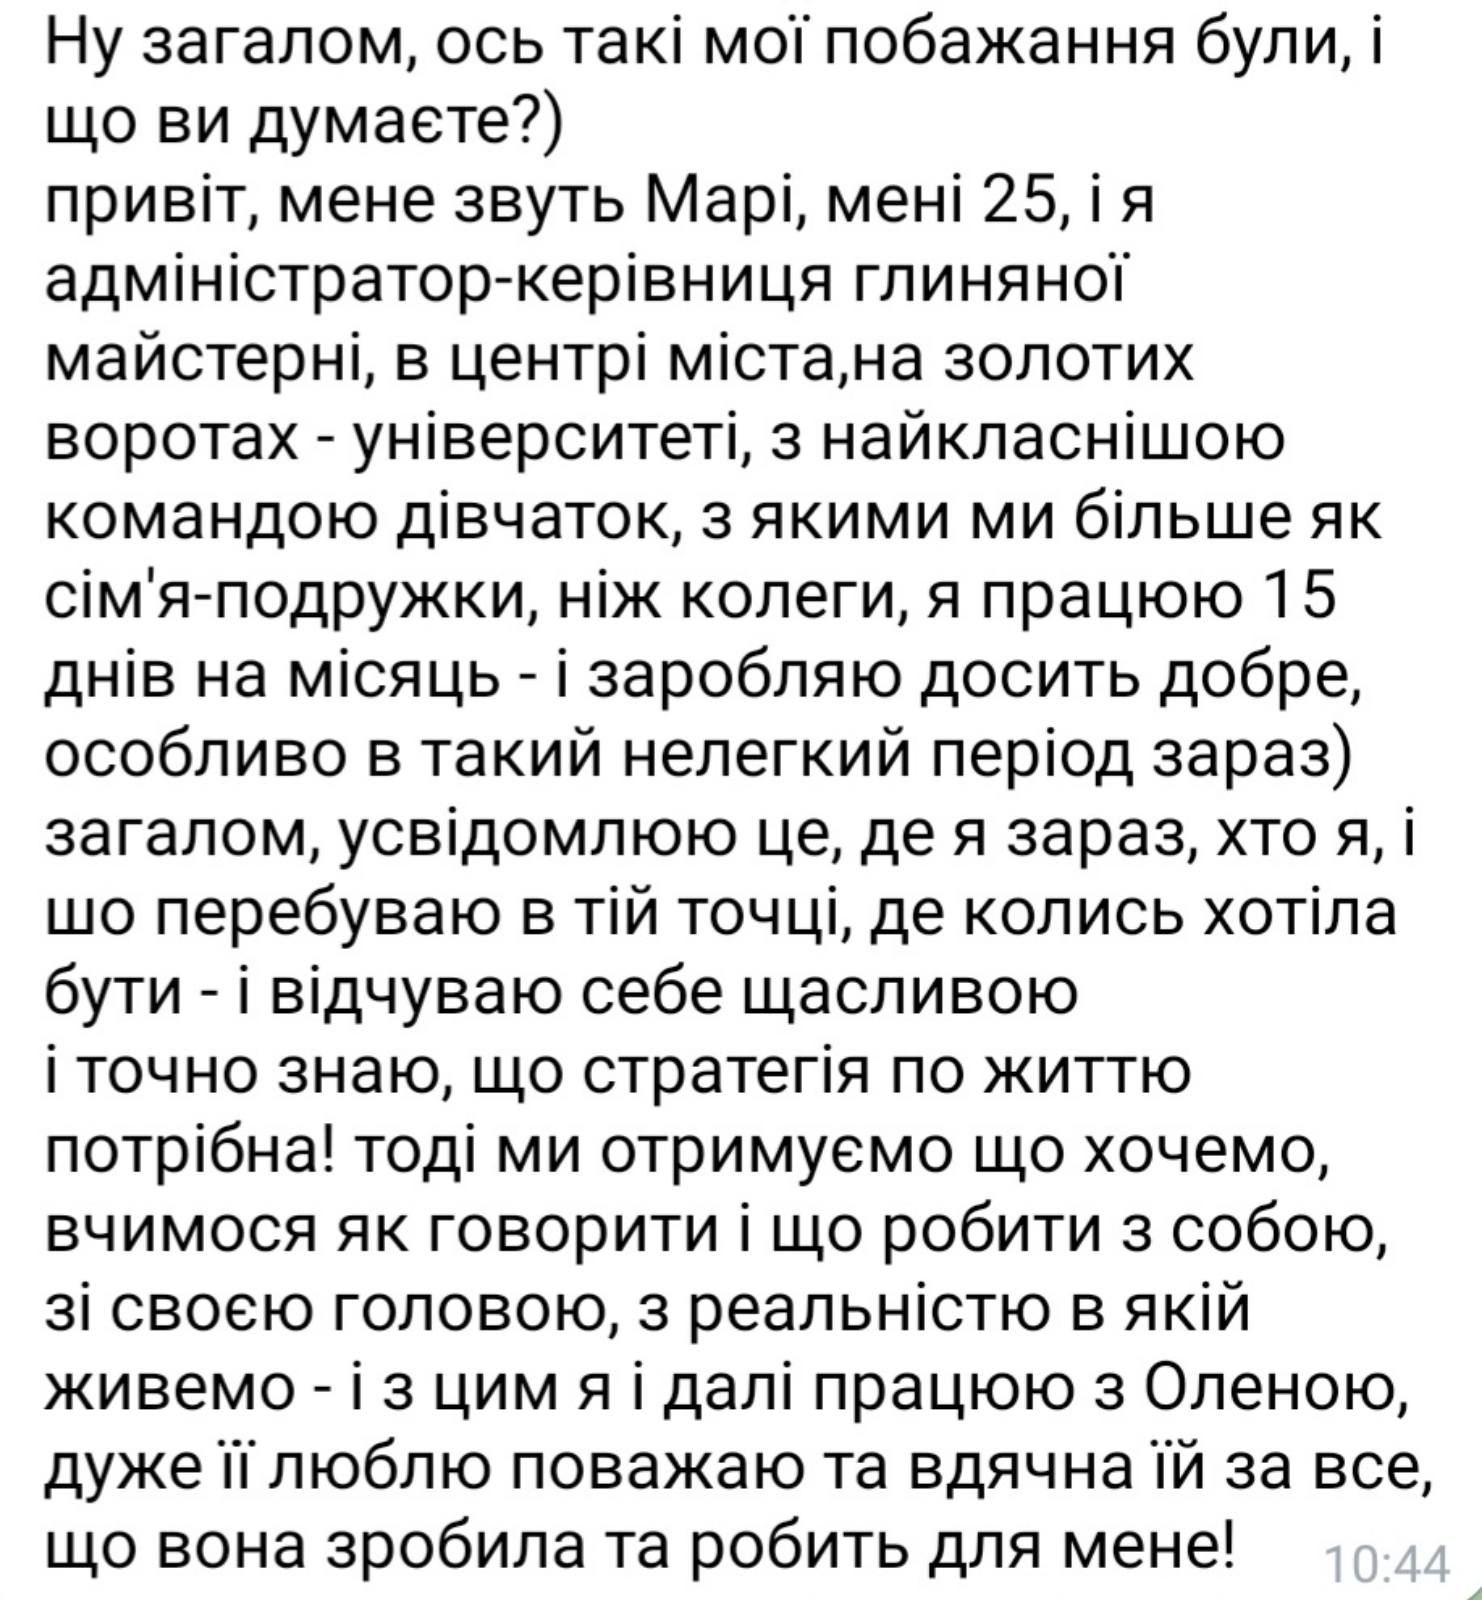 Ну загалом, ось такі мої побажання були, і
що ви думаєте?)
привіт, мене звуть Марі, мені 25, і я
адміністратор-керівниця глиняної
майстерні, в центрі міста,на золотих
воротах - університеті, з найкласнішою
командою дівчаток, з якими ми більше як
сім'я-подружки, ніж колеги, я працюю 15
днів на місяць - і заробляю досить добре,
особливо в такий нелегкий період зараз)
загалом, усвідомлюю це, де я зараз, хто я, і
шо перебуваю в тій точці, де колись хотіла
бути - і відчуваю себе щасливою
і точно знаю, що стратегія по життю
потрібна! тоді ми отримуємо що хочемо,
вчимося як говорити і що робити з собою,
зі своєю головою, з реальністю в якій
живемо - і з цим я і далі працюю з Оленою,
дуже її люблю поважаю та вдячна їй за все,
що вона зробила та робить для мене!
10:44